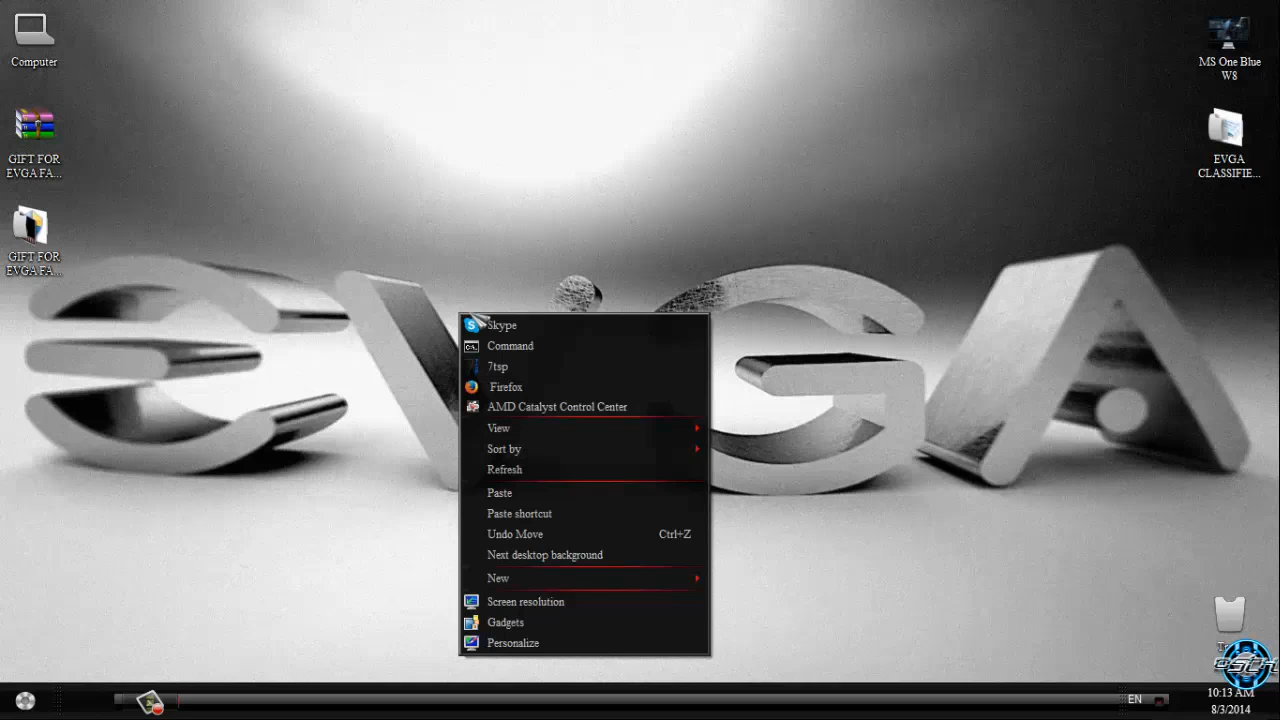 Computer
GIFT FOR
EVGA FA...
GIFT FOR
EVGA FA...
MS One Blue
W8
EVGA
CLASSIFIE...
EVGA
Skype
Command
7tsp
Firefox
AMD Catalyst Control Center
View
Sort by
Refresh
Paste
Paste shortcut
Undo Move Ctrl+Z
Next desktop background
New
Screen resolution
Gadgets
Personalize
EN
10:13 AM
8/3/2014